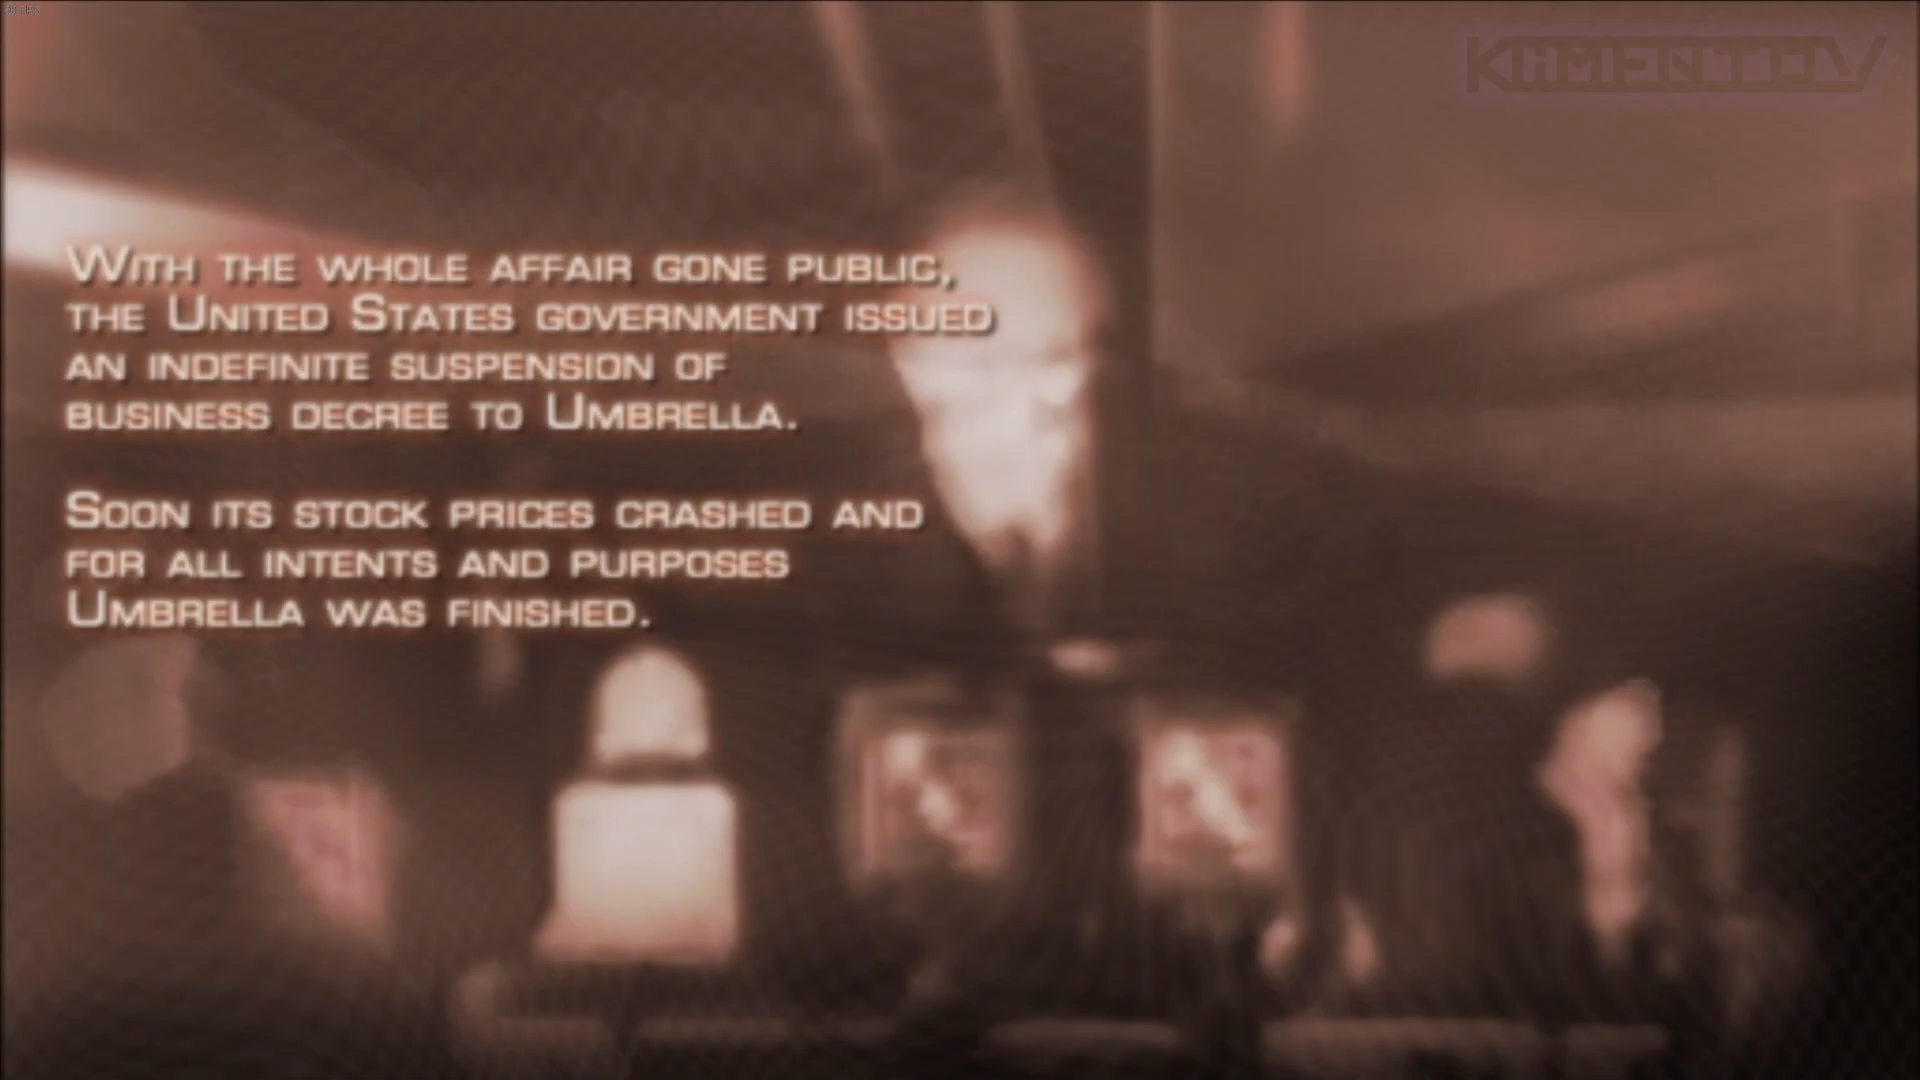 KLIMENTOV
With the whole affair gone public,
the United States government issued
an indefinite suspension of
business decree to Umbrella.
Soon its stock prices crashed and
for all intents and purposes
Umbrella was finished.